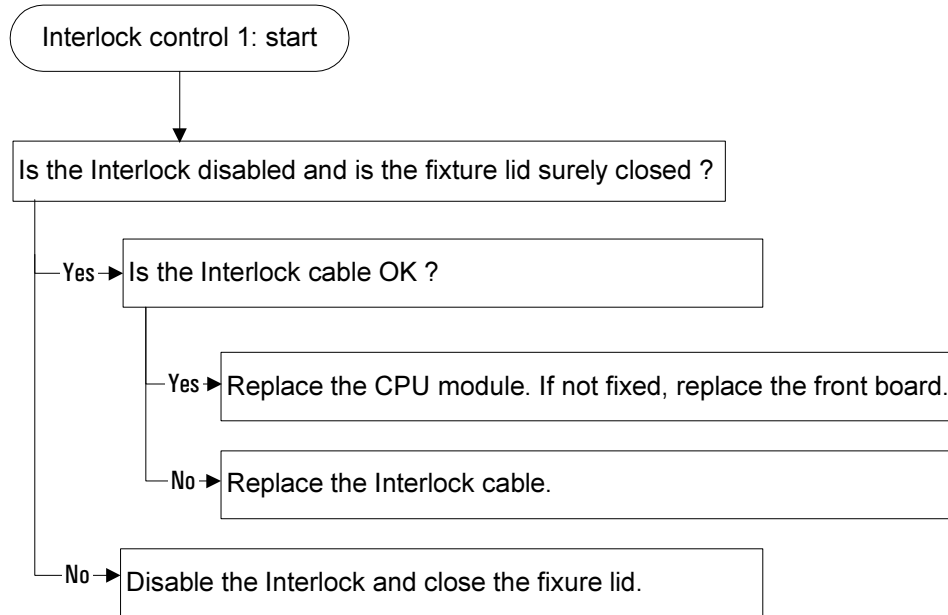 Interlock control 1: start
Is the Interlock disabled and is the fixture lid surely closed ?
Yes
Is the Interlock cable OK ?
Yes
Replace the CPU module. If not fixed, replace the front board.
No
Replace the Interlock cable.
No
Disable the Interlock and close the fixure lid.